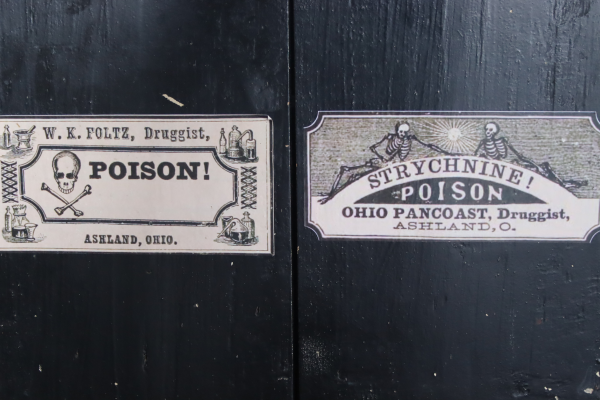 W. K. FOLTZ, Druggist,
POISON!
ASHLAND, OHIO.
STRYCHNINE!
POISON
OHIO PANCOAST, Druggist,
ASHLAND, O.